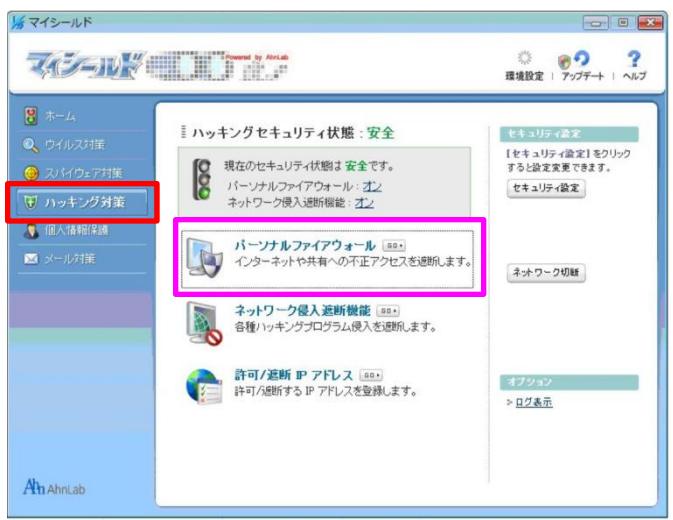 マイシールド
マイシールド
Powered by AhnLab
環境設定 | アップデート | ヘルプ
ホーム
ウイルス対策
スパイウェア対策
ハッキング対策
個人情報保護
メール対策
AhnLab
ハッキングセキュリティ状態 : 安全
現在のセキュリティ状態は 安全です。
パーソナルファイアウォール : オン
ネットワーク侵入遮断機能 : オン
パーソナルファイアウォール GO
インターネットや共有への不正アクセスを遮断します。
ネットワーク侵入遮断機能 GO
各種ハッキングプログラム侵入を遮断します。
許可/遮断 IP アドレス GO
許可/遮断する IP アドレスを登録します。
セキュリティ設定
[セキュリティ設定] をクリック
すると設定変更できます。
セキュリティ設定
ネットワーク切断
オプション
> ログ表示